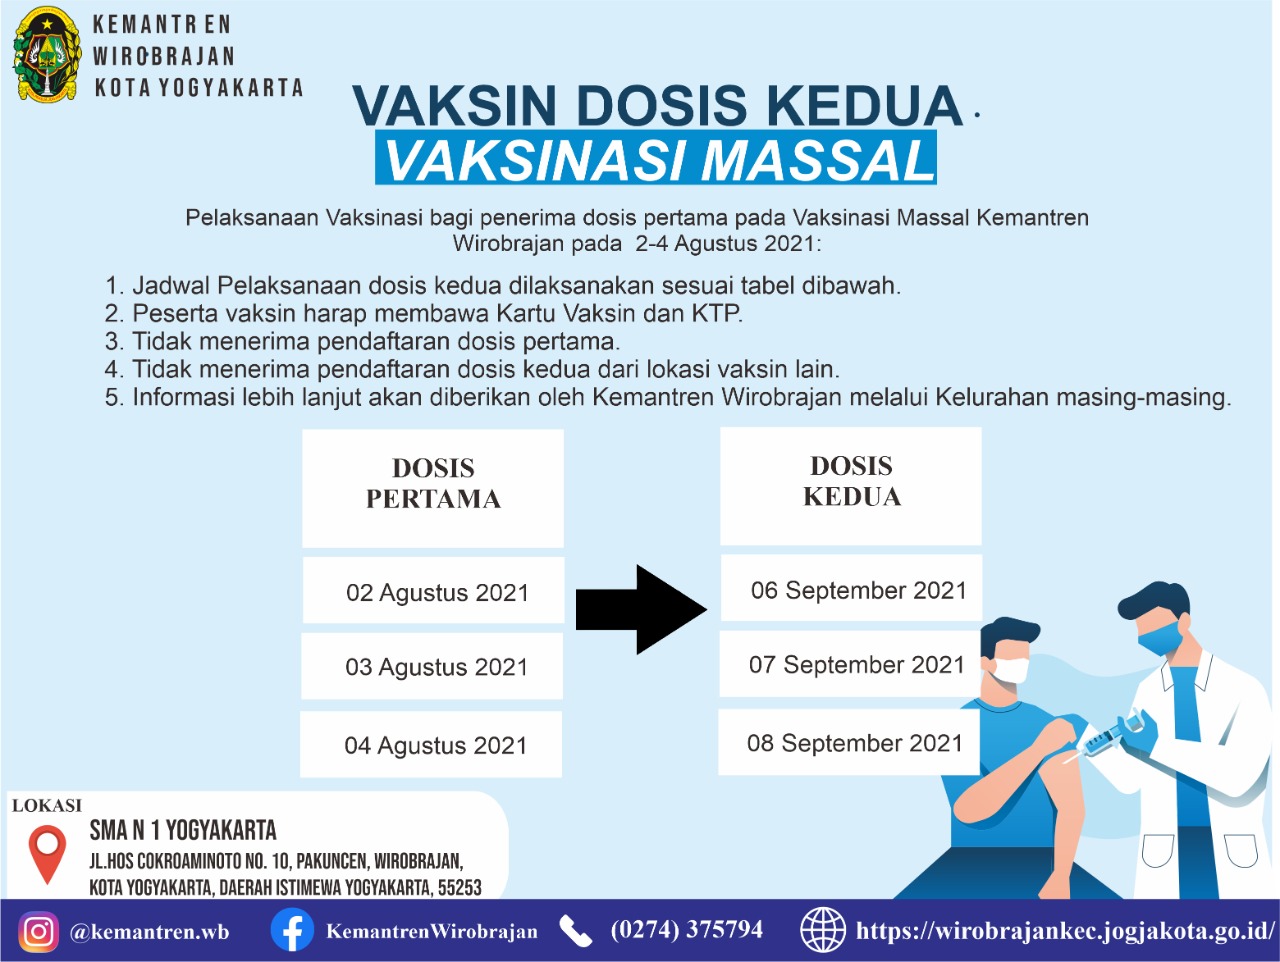 KEMANTREN
WIROBRAJAN
KOTA YOGYAKARTA
VAKSIN DOSIS KEDUA .
VAKSINASI MASSAL
Pelaksanaan Vaksinasi bagi penerima dosis pertama pada Vaksinasi Massal Kemantren
Wirobrajan pada 2-4 Agustus 2021:
1. Jadwal Pelaksanaan dosis kedua dilaksanakan sesuai tabel dibawah.
2. Peserta vaksin harap membawa Kartu Vaksin dan KTP.
3. Tidak menerima pendaftaran dosis pertama.
4. Tidak menerima pendaftaran dosis kedua dari lokasi vaksin lain.
5. Informasi lebih lanjut akan diberikan oleh Kemantren Wirobrajan melalui Kelurahan masing-masing.
DOSIS
PERTAMA
DOSIS
KEDUA
02 Agustus 2021
06 September 2021
03 Agustus 2021
07 September 2021
04 Agustus 2021
08 September 2021
LOKASI
SMA N 1 YOGYAKARTA
JL.HOS COKROAMINOTO NO. 10, PAKUNCEN, WIROBRAJAN,
KOTA YOGYAKARTA, DAERAH ISTIMEWA YOGYAKARTA, 55253
@kemantren.wb
KemantrenWirobrajan
(0274) 375794
https://wirobrajankec.jogjakota.go.id/